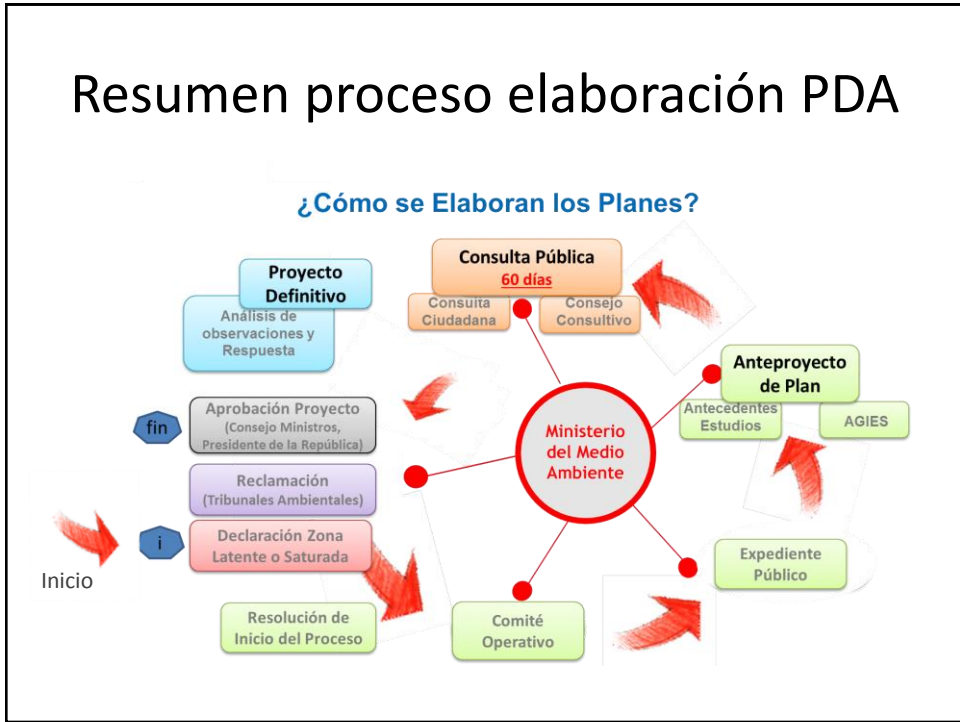 Resumen proceso elaboración PDA
¿Cómo se Elaboran los Planes?
Proyecto
Definitivo
Análisis de
observaciones y
Respuesta
Consulta Pública
60 días
Consulta
Ciudadana
Consejo
Consultivo
Anteproyecto
de Plan
Antecedentes
Estudios
AGIES
fin
Aprobación Proyecto
(Consejo Ministros,
Presidente de la República)
Ministerio
del Medio
Ambiente
Reclamación
(Tribunales Ambientales)
i
Declaración Zona
Latente o Saturada
Inicio
Expediente
Público
Resolución de
Inicio del Proceso
Comité
Operativo